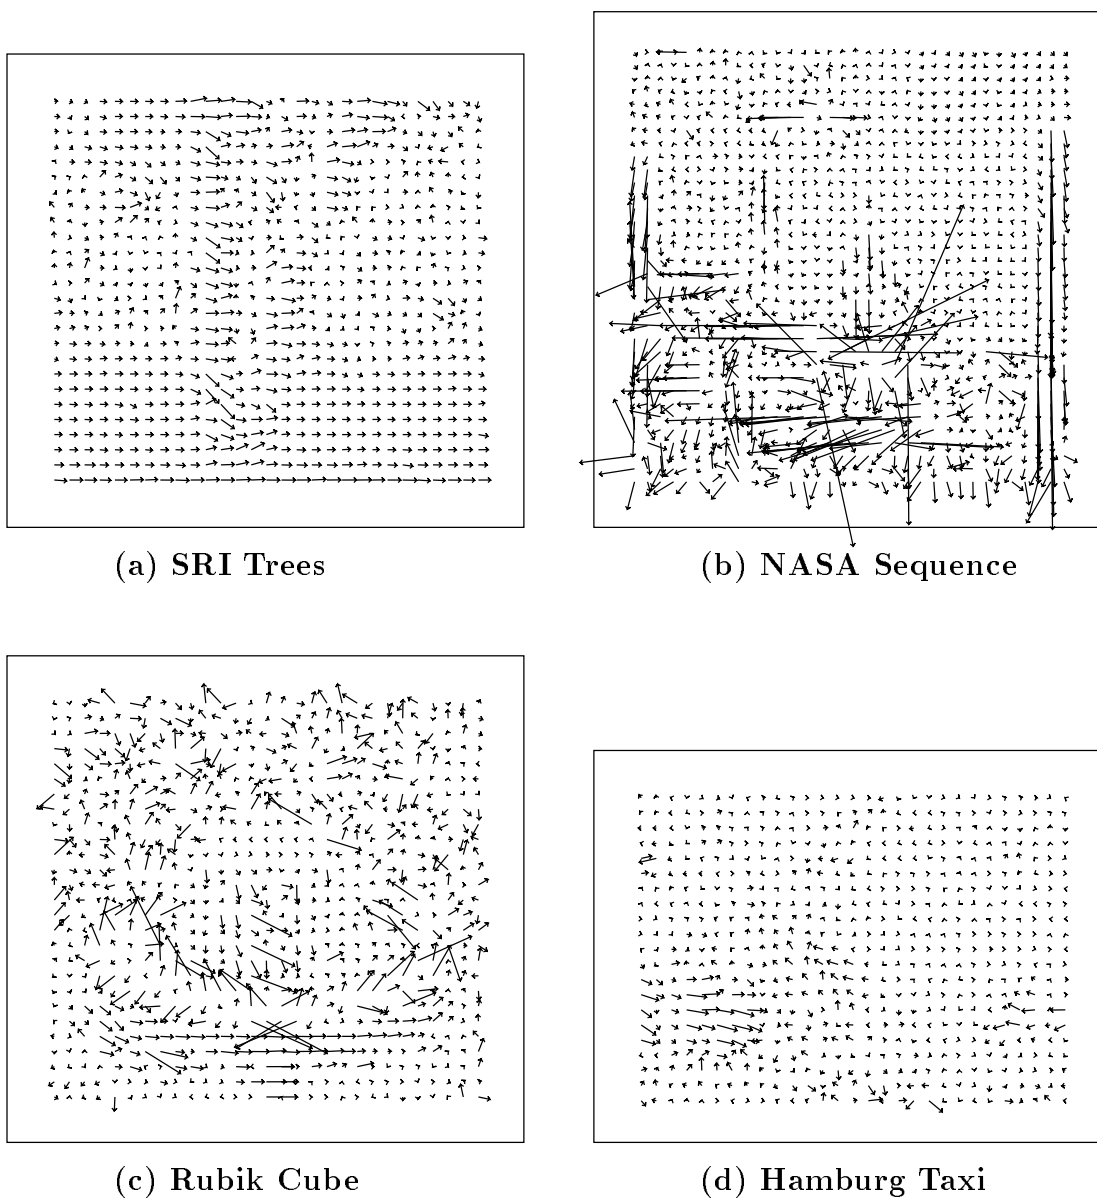 (a) SRI Trees
(b) NASA Sequence
(c) Rubik Cube
(d) Hamburg Taxi